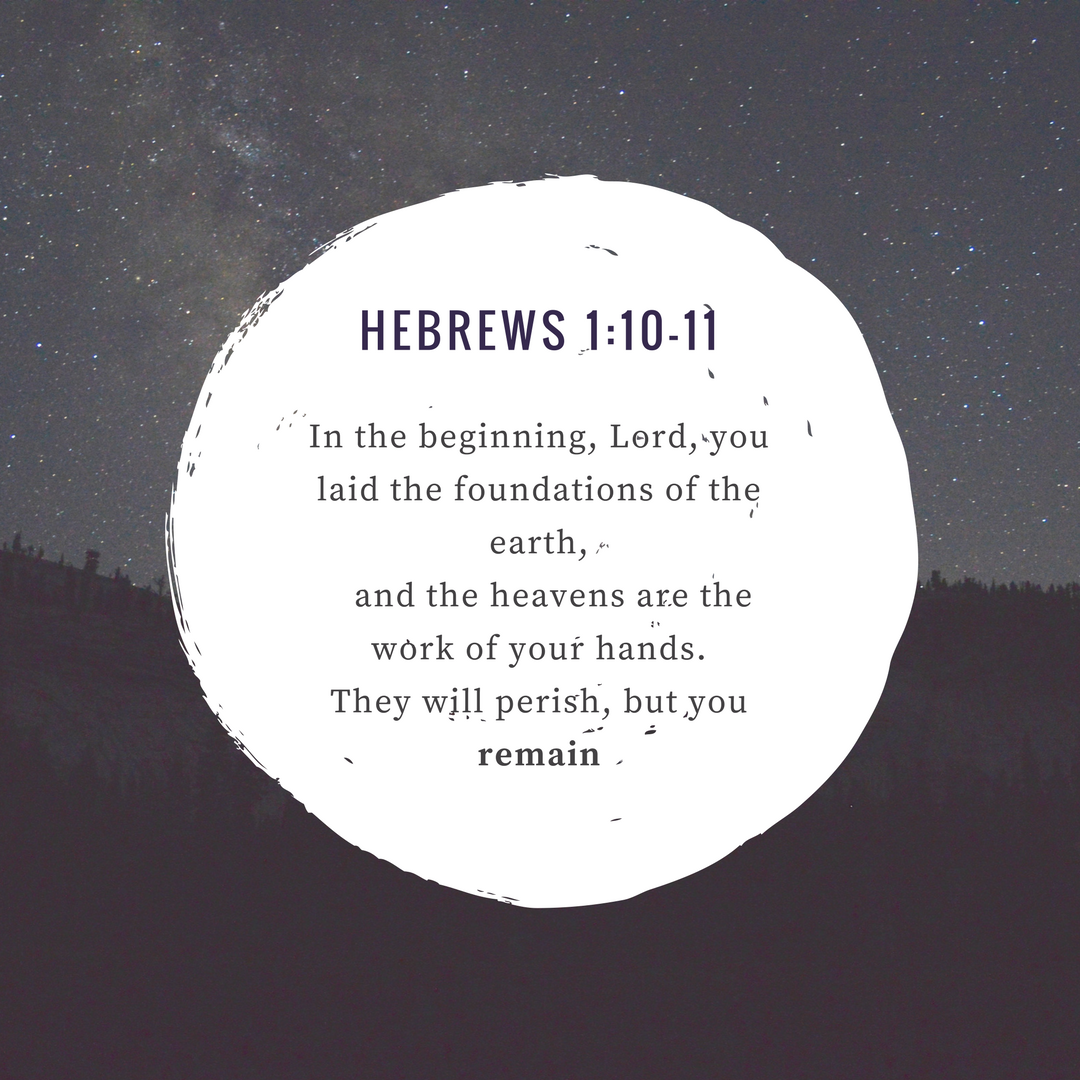 HEBREWS 1:10-11
In the beginning, Lord, you
laid the foundations of the
earth,
and the heavens are the
work of your hands.
They will perish, but you
remain